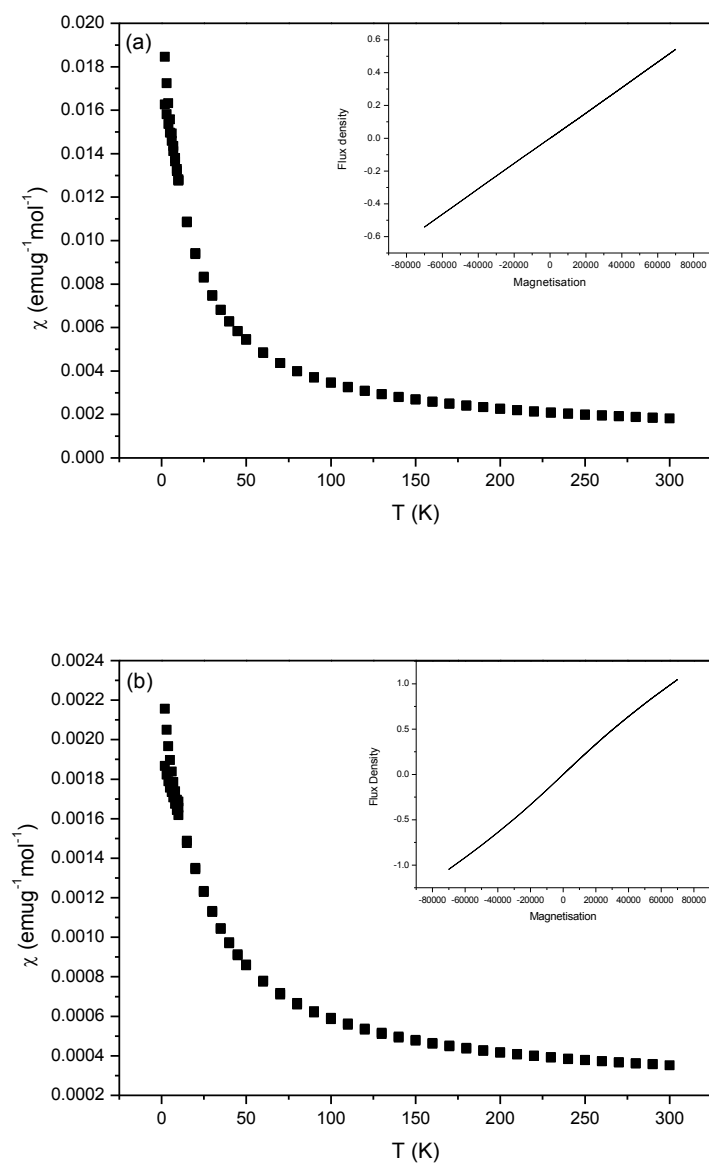 (a)
χ (emug⁻¹mol⁻¹)
0.020
0.018
0.016
0.014
0.012
0.010
0.008
0.006
0.004
0.002
0.000
0 50 100 150 200 250 300
T (K)
Flux density
0.6
0.4
0.2
0.0
-0.2
-0.4
-0.6
-80000 -60000 -40000 -20000 0 20000 40000 60000 80000
Magnetisation
(b)
χ (emug⁻¹mol⁻¹)
0.0024
0.0022
0.0020
0.0018
0.0016
0.0014
0.0012
0.0010
0.0008
0.0006
0.0004
0.0002
0 50 100 150 200 250 300
T (K)
Flux Density
1.0
0.5
0.0
-0.5
-1.0
-80000 -60000 -40000 -20000 0 20000 40000 60000 80000
Magnetisation